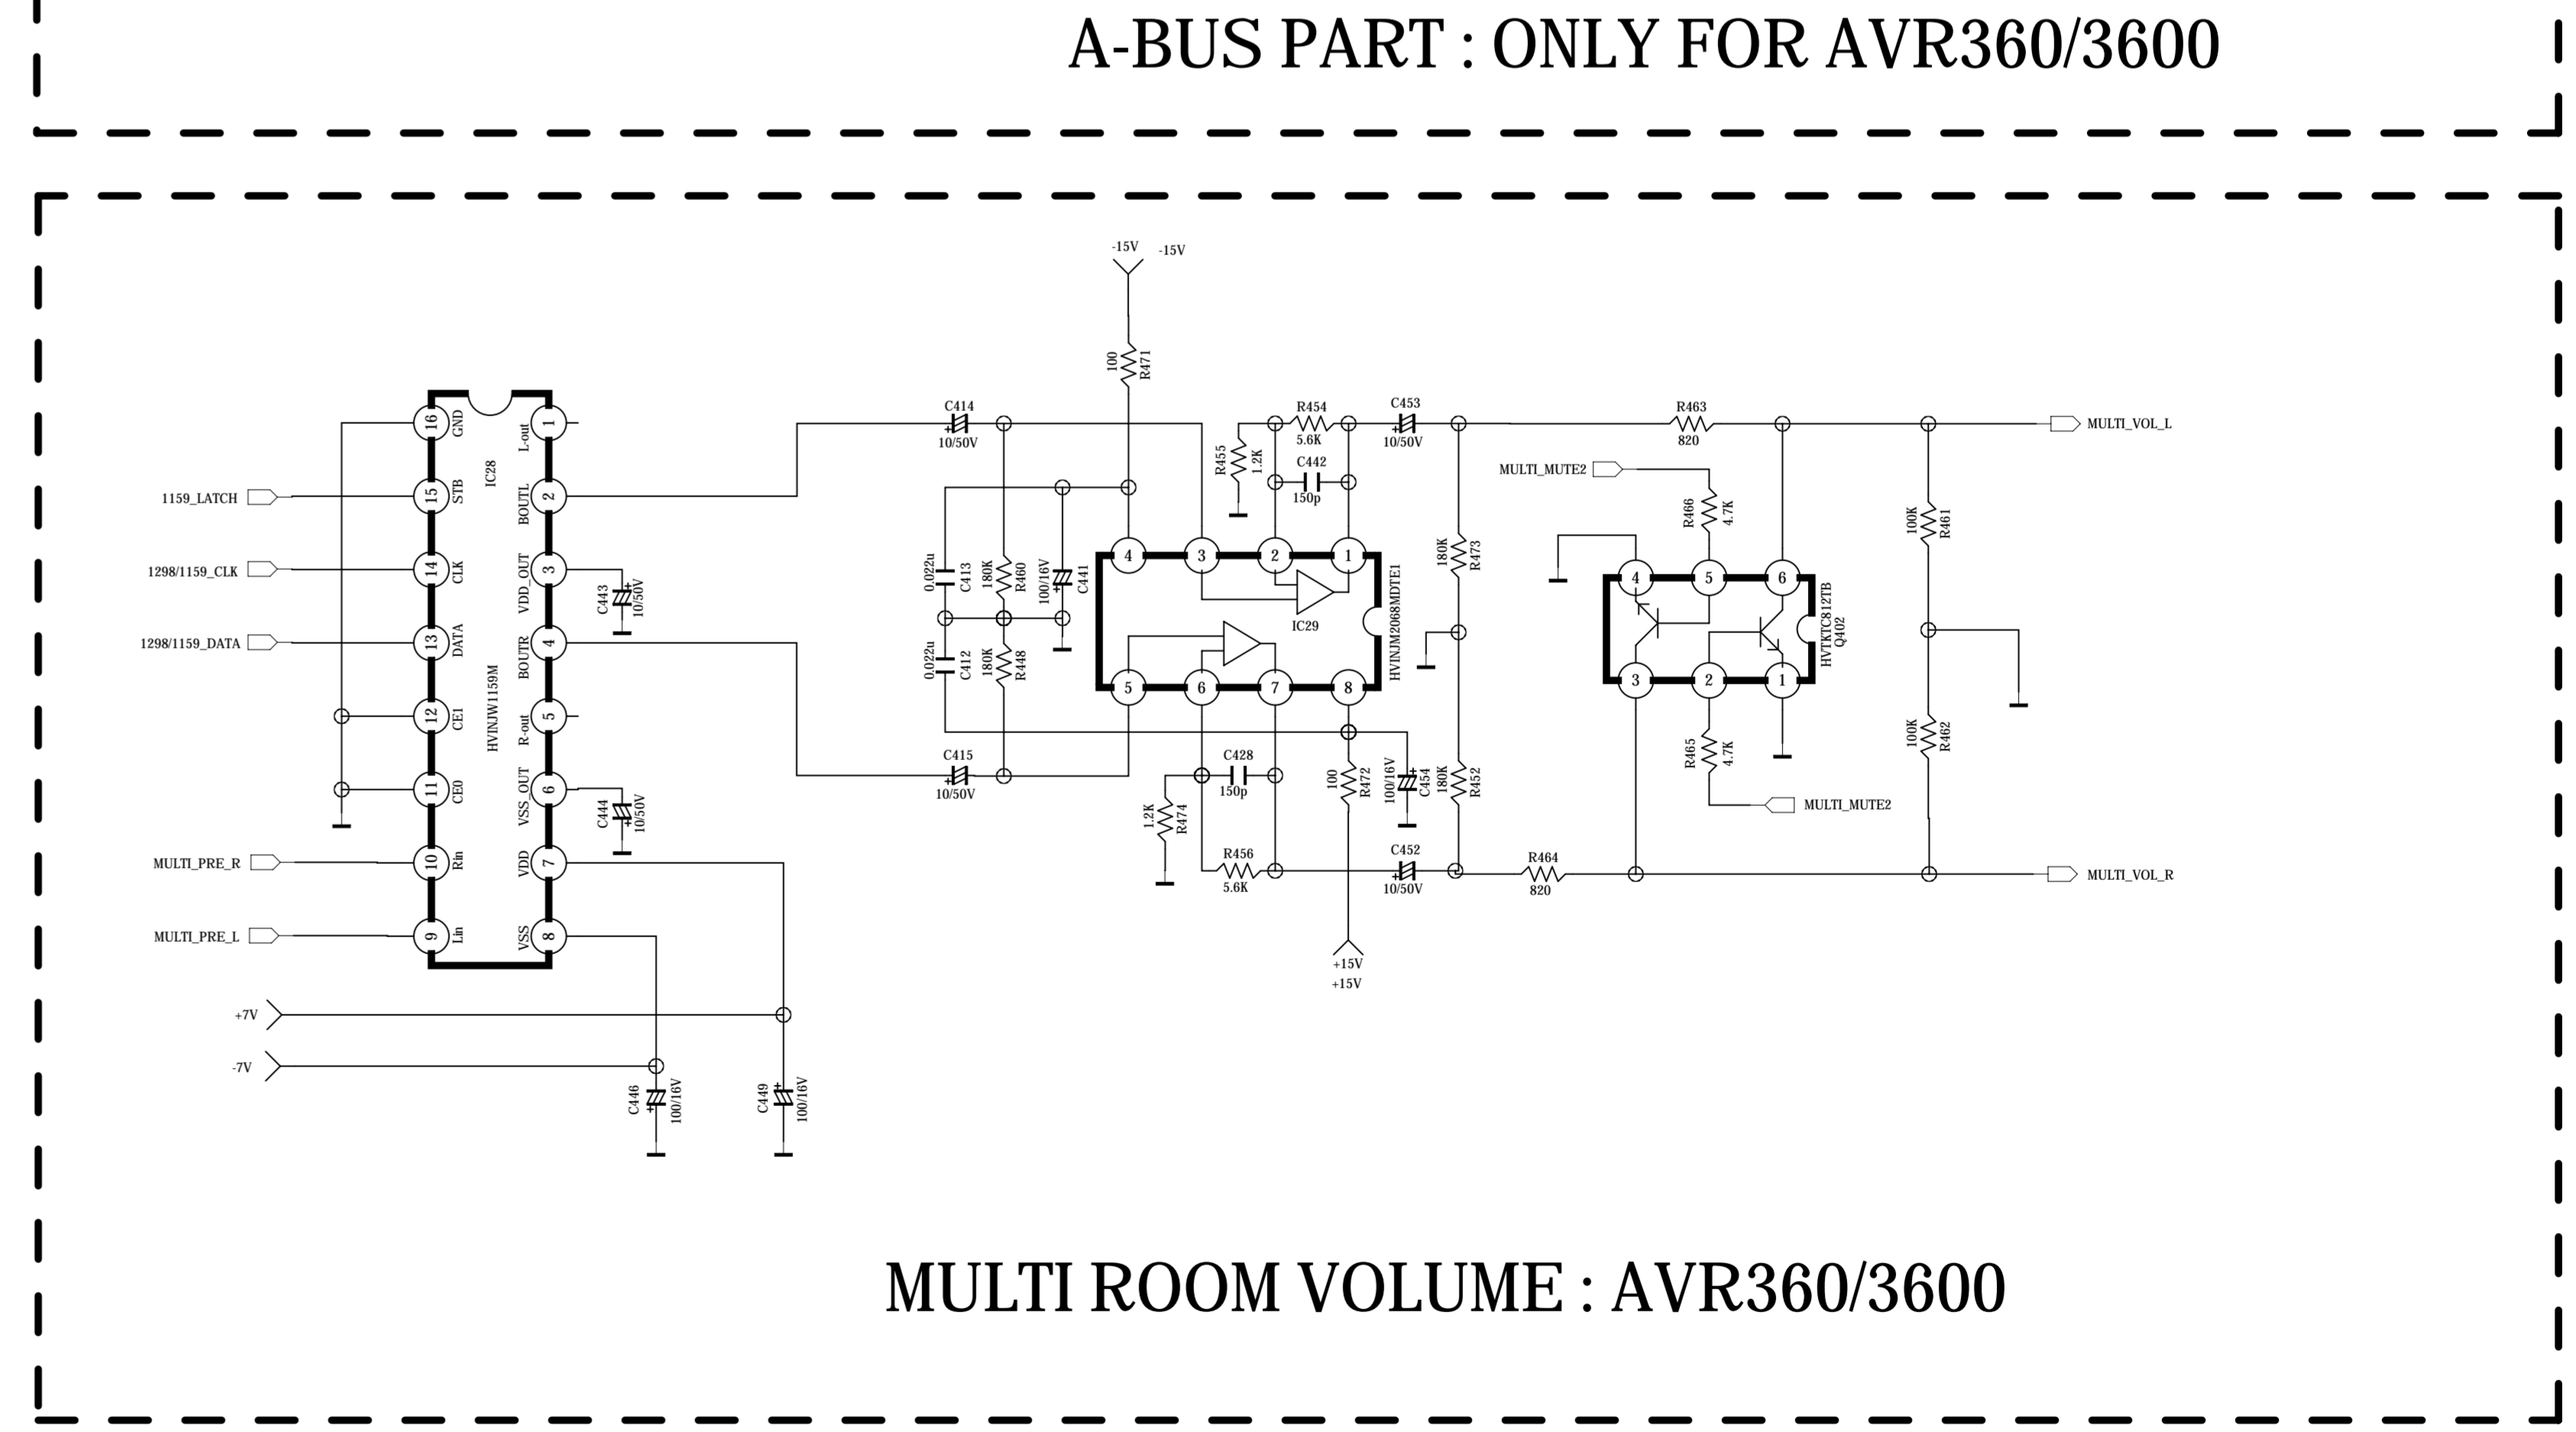 A-BUS PART : ONLY FOR AVR360/3600
-15V
-15V
100
R471
C414
10/50V
R454
5.6K
C453
10/50V
R463
820
MULTI_VOL_L
R455
1.2K
C442
150p
MULTI_MUTE2
R466
4.7K
16
GND
1
L-out
IC28
1159_LATCH
15
STB
2
BOUTL
1298/1159_CLK
14
CLK
3
VDD_OUT
C443
10/50V
1298/1159_DATA
13
DATA
4
BOUTR
12
CE1
5
R-out
HVINJW1159M
11
CE0
6
VSS_OUT
C444
10/50V
MULTI_PRE_R
10
Rin
7
VDD
MULTI_PRE_L
9
Lin
8
VSS
0.022u
C413
180K
R460
100/16V
C441
0.022u
C412
180K
R448
4
3
2
1
IC29
HVINJM2068MDTE1
5
6
7
8
180K
R473
100K
R461
4
5
6
HVTKTC812TB
Q402
3
2
1
C415
10/50V
C428
150p
1.2K
R474
100
R472
100/16V
C454
180K
R452
R465
4.7K
MULTI_MUTE2
100K
R462
R456
5.6K
C452
10/50V
R464
820
MULTI_VOL_R
+15V
+15V
+7V
-7V
C446
100/16V
C449
100/16V
MULTI ROOM VOLUME : AVR360/3600